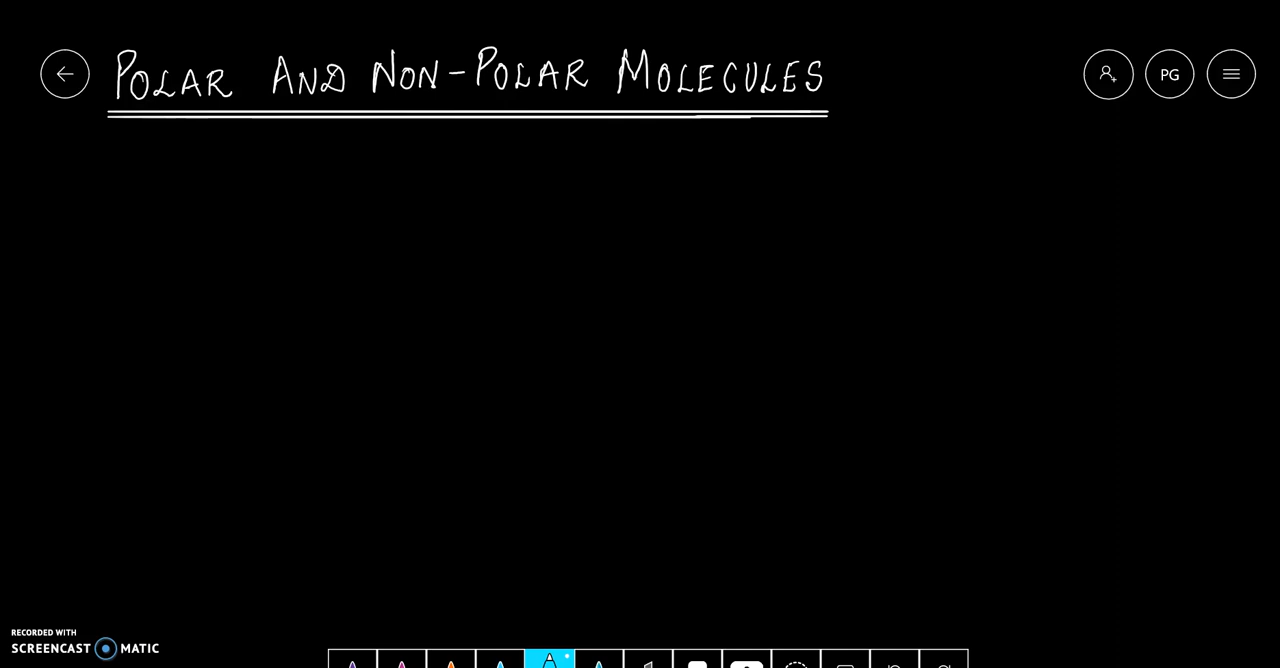 POLAR AND NON-POLAR MOLECULES
PG
RECORDED WITH
SCREENCAST MATIC